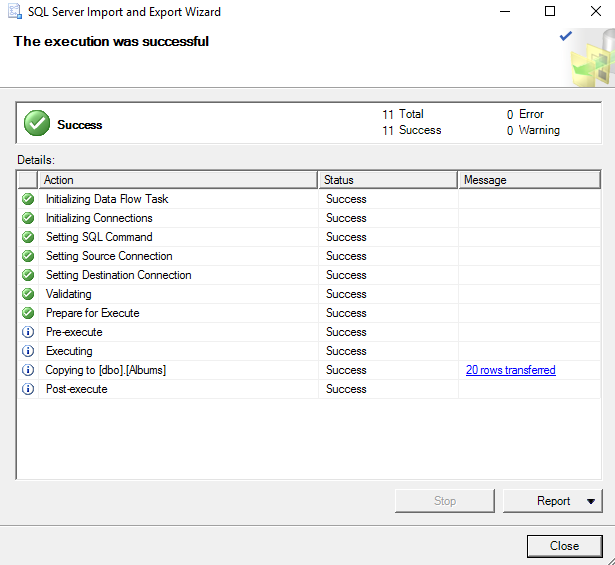 SQL Server Import and Export Wizard
The execution was successful
Success
11 Total 0 Error
11 Success 0 Warning
Details:
Action Status Message
Initializing Data Flow Task Success
Initializing Connections Success
Setting SQL Command Success
Setting Source Connection Success
Setting Destination Connection Success
Validating Success
Prepare for Execute Success
Pre-execute Success
Executing Success
Copying to [dbo].[Albums] Success 20 rows transferred
Post-execute Success
Stop Report
Close